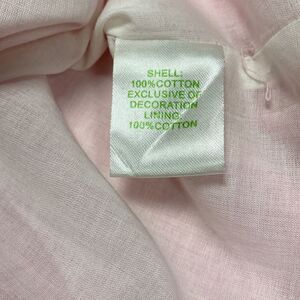 SHELL:
100%COTTON
EXCLUSIVE OF
DECORATION
LINING:
100%COTTON